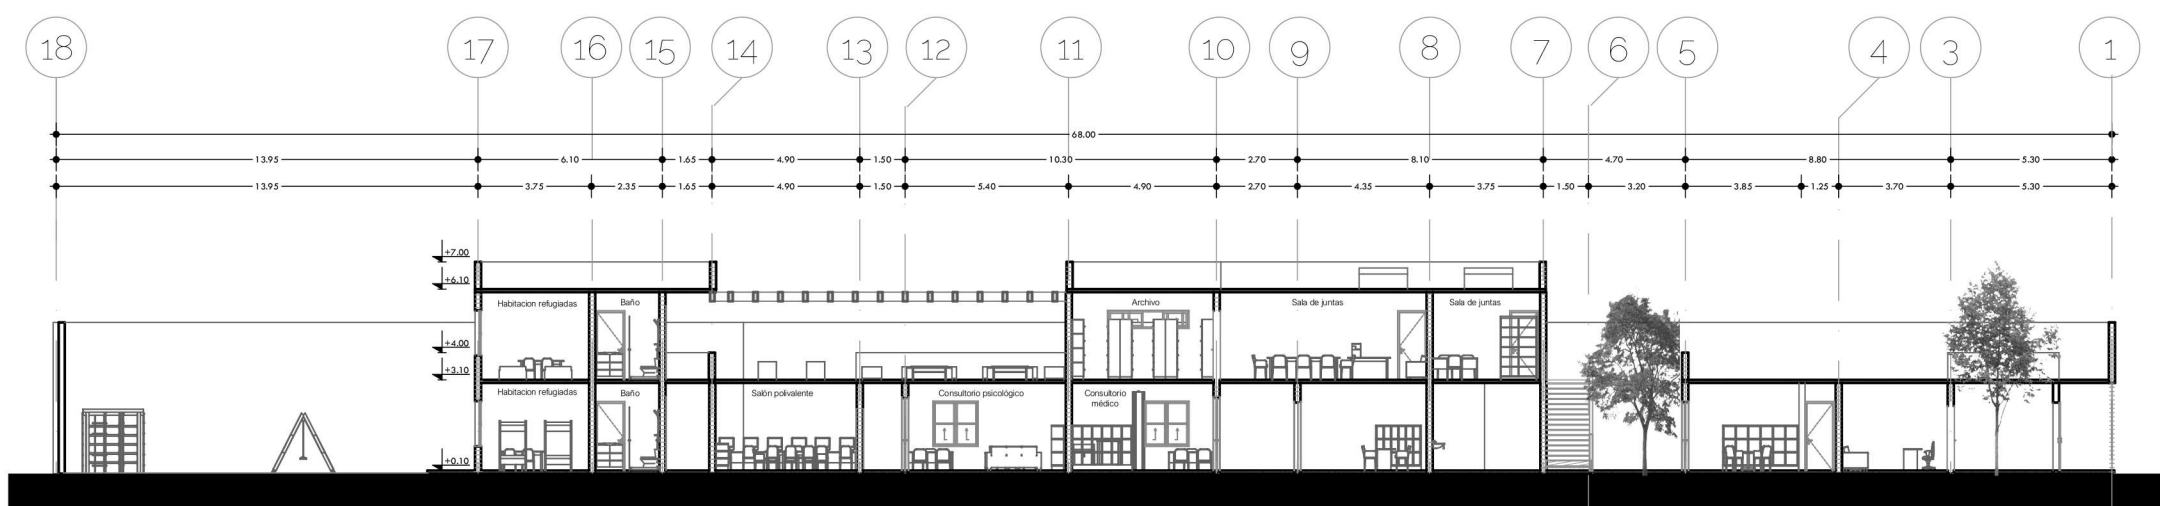 18 17 16 15 14 13 12 11 10 9 8 7 6 5 4 3 1
68.00
13.95 6.10 1.65 4.90 1.50 10.30 2.70 8.10 4.70 8.80 5.30
13.95 3.75 2.35 1.65 4.90 1.50 5.40 4.90 2.70 4.35 3.75 1.50 3.20 3.85 1.25 3.70 5.30
+7.00
+6.10
Habitacion refugiadas Baño Archivo Sala de juntas Sala de juntas
+4.00
+3.10
Habitacion refugiadas Baño Salón polivalente Consultorio psicológico Consultorio
médico
+0.10